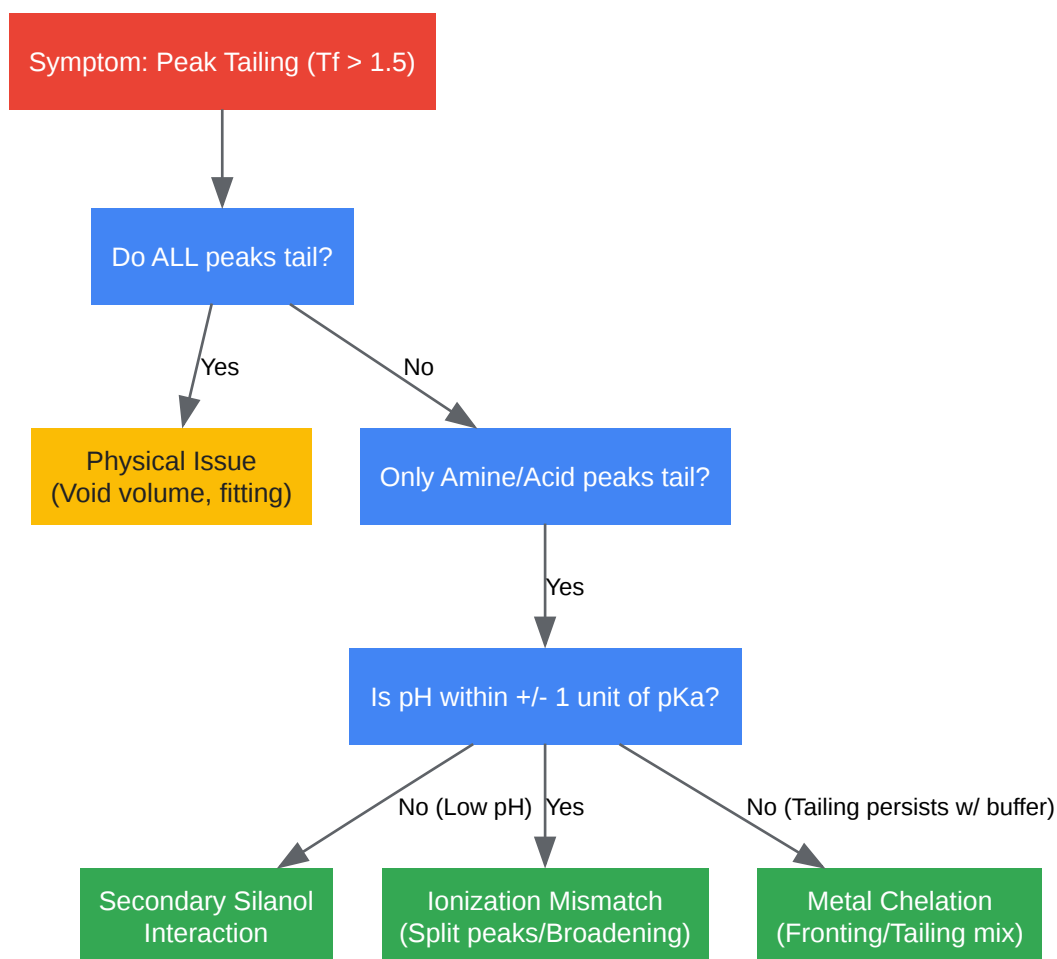 Symptom: Peak Tailing (Tf > 1.5)
Do ALL peaks tail?
Yes
No
Physical Issue
(Void volume, fitting)
Only Amine/Acid peaks tail?
Yes
Is pH within +/- 1 unit of pKa?
No (Low pH)
Yes
No (Tailing persists w/ buffer)
Secondary Silanol
Interaction
Ionization Mismatch
(Split peaks/Broadening)
Metal Chelation
(Fronting/Tailing mix)